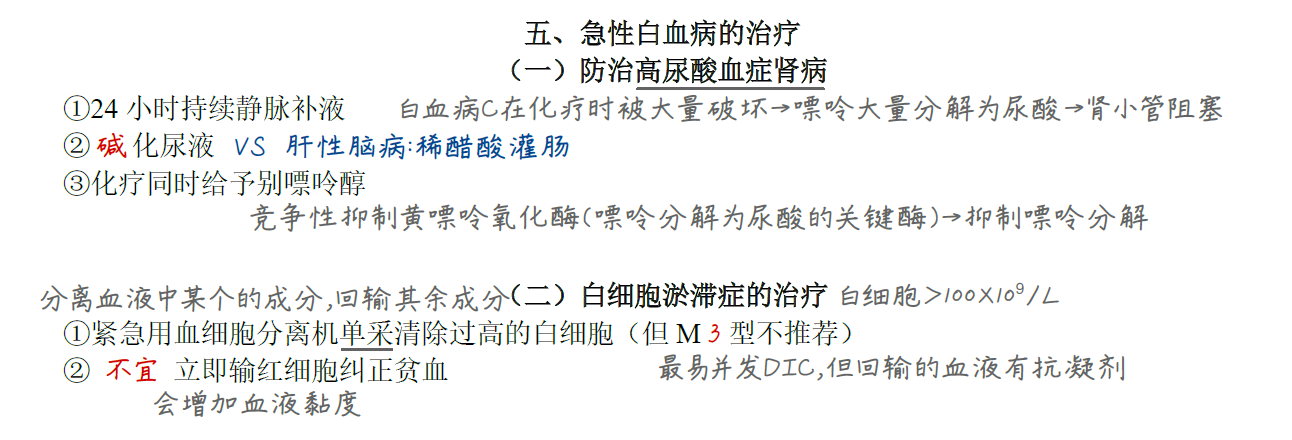 五、急性白血病的治疗
（一）防治高尿酸血症肾病
①24 小时持续静脉补液 白血病C在化疗时被大量破坏→嘌呤大量分解为尿酸→肾小管阻塞
② 碱 化尿液 VS 肝性脑病:稀醋酸灌肠
③化疗同时给予别嘌呤醇
竞争性抑制黄嘌呤氧化酶(嘌呤分解为尿酸的关键酶)→抑制嘌呤分解
分离血液中某个的成分,回输其余成分（二）白细胞淤滞症的治疗 白细胞>100X10⁹/L
①紧急用血细胞分离机单采清除过高的白细胞（但 M 3 型不推荐）
② 不宜 立即输红细胞纠正贫血 最易并发DIC,但回输的血液有抗凝剂
会增加血液黏度